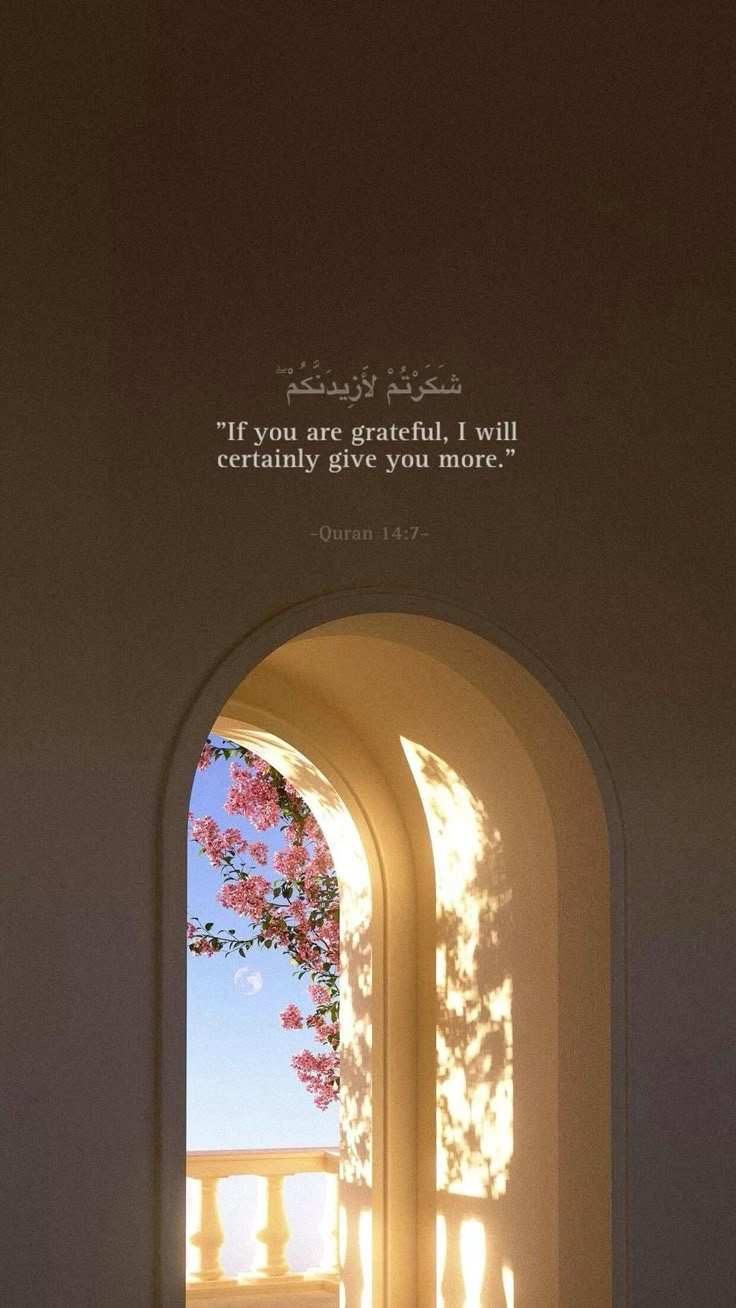 شَكَرْتُمْ لَأَزِيدَنَّكُمْ ۖ
”If you are grateful, I will
certainly give you more.”
-Quran 14:7-